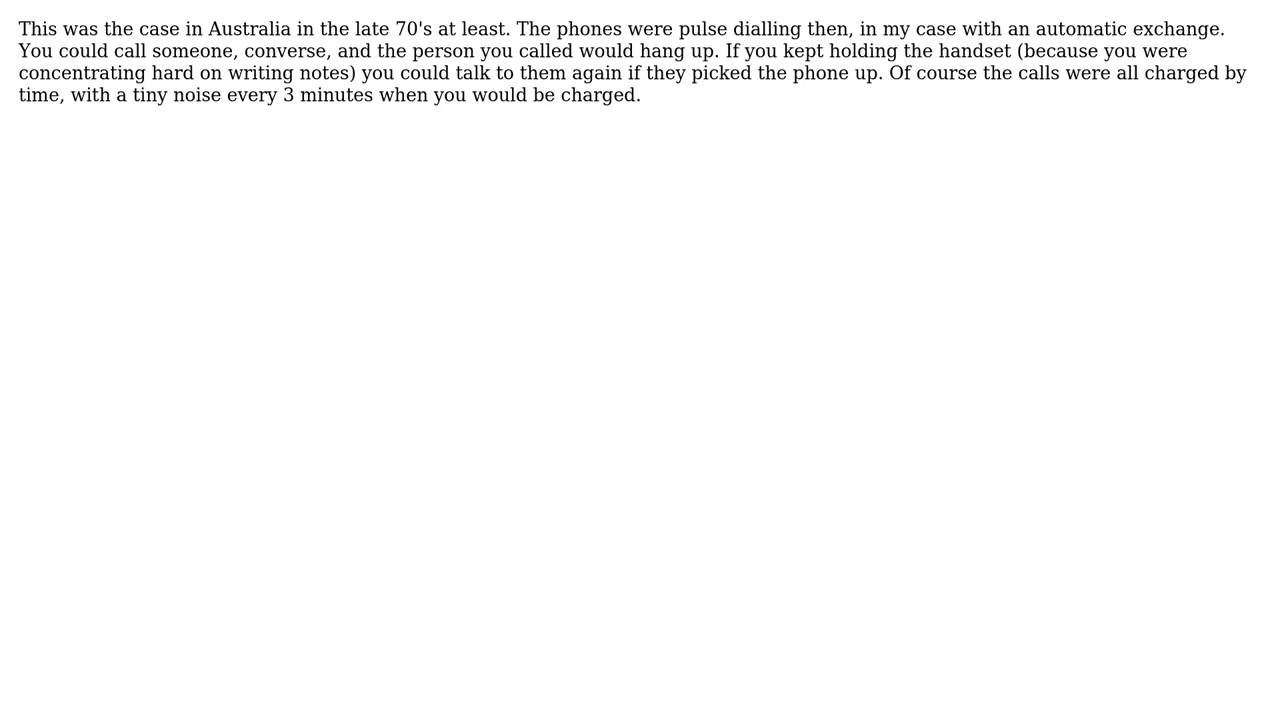 This was the case in Australia in the late 70's at least. The phones were pulse dialling then, in my case with an automatic exchange.
You could call someone, converse, and the person you called would hang up. If you kept holding the handset (because you were
concentrating hard on writing notes) you could talk to them again if they picked the phone up. Of course the calls were all charged by
time, with a tiny noise every 3 minutes when you would be charged.